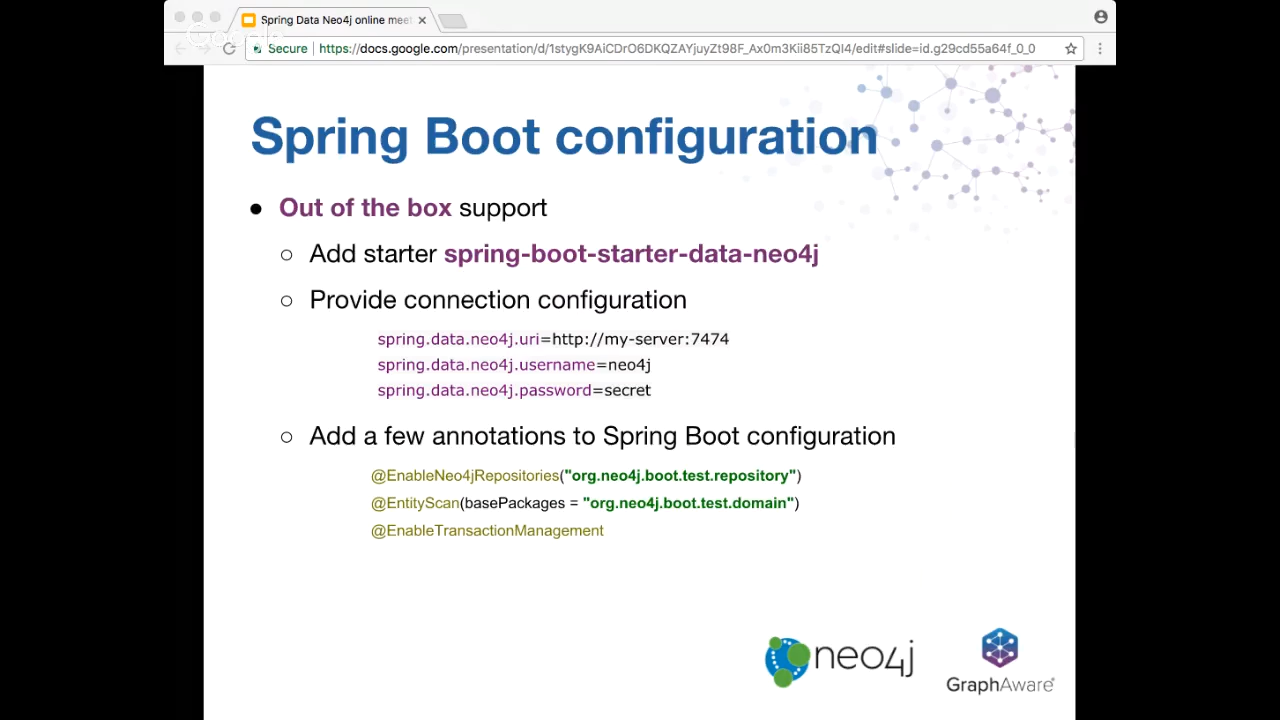 Spring Data Neo4j online mee
Google
Secure
https://docs.google.com/presentation/d/1stygK9AiCDrO6DKQZAYjuyZt98F_Ax0m3Kii85TzQI4/edit#slide=id.g29cd55a64f_0_0
Spring Boot configuration
● Out of the box support
○ Add starter spring-boot-starter-data-neo4j
○ Provide connection configuration
spring.data.neo4j.uri=http://my-server:7474
spring.data.neo4j.username=neo4j
spring.data.neo4j.password=secret
○ Add a few annotations to Spring Boot configuration
@EnableNeo4jRepositories("org.neo4j.boot.test.repository")
@EntityScan(basePackages = "org.neo4j.boot.test.domain")
@EnableTransactionManagement
neo4j
GraphAware